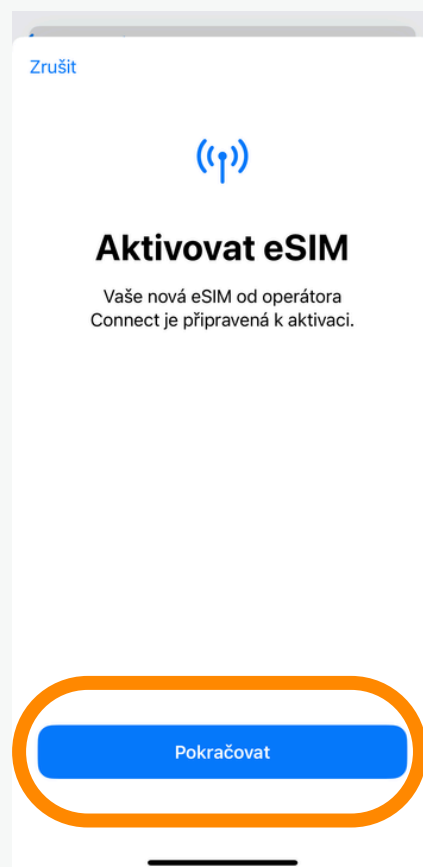 Zrušit
Aktivovat eSIM
Vaše nová eSIM od operátora
Connect je připravená k aktivaci.
Pokračovat